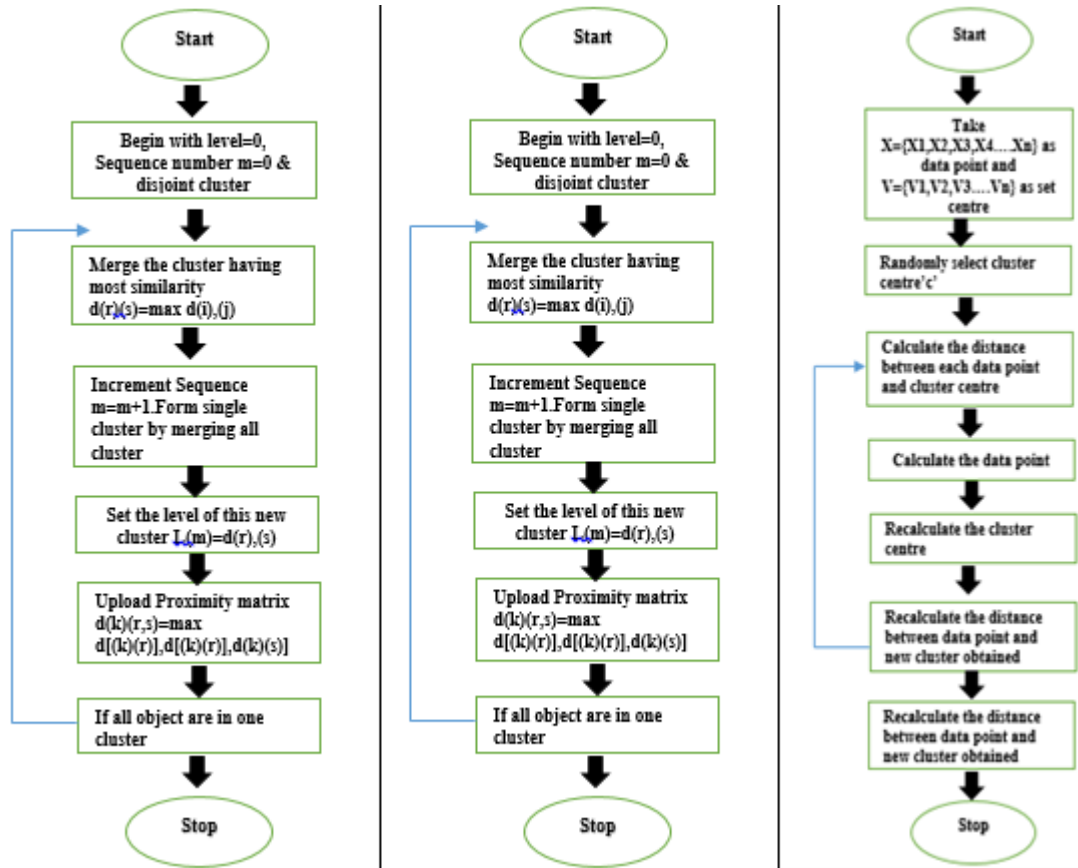 Start
Begin with level=0,
Sequence number m=0 &
disjoint cluster
Merge the cluster having
most similarity
d(r)(s)=max d(i),(j)
Increment Sequence
m=m+1.Form single
cluster by merging all
cluster
Set the level of this new
cluster L(m)=d(r),(s)
Upload Proximity matrix
d(k)(r,s)=max
d[(k)(r)],d[(k)(r)],d(k)(s)]
If all object are in one
cluster
Stop
Start
Begin with level=0,
Sequence number m=0 &
disjoint cluster
Merge the cluster having
most similarity
d(r)(s)=max d(i),(j)
Increment Sequence
m=m+1.Form single
cluster by merging all
cluster
Set the level of this new
cluster L(m)=d(r),(s)
Upload Proximity matrix
d(k)(r,s)=max
d[(k)(r)],d[(k)(r)],d(k)(s)]
If all object are in one
cluster
Stop
Start
Take
X={X1,X2,X3,X4....Xn} as
data point and
V={V1,V2,V3....Vn} as set
centre
Randomly select cluster
centre'c'
Calculate the distance
between each data point
and cluster centre
Calculate the data point
Recalculate the cluster
centre
Recalculate the distance
between data point and
new cluster obtained
Recalculate the distance
between data point and
new cluster obtained
Stop